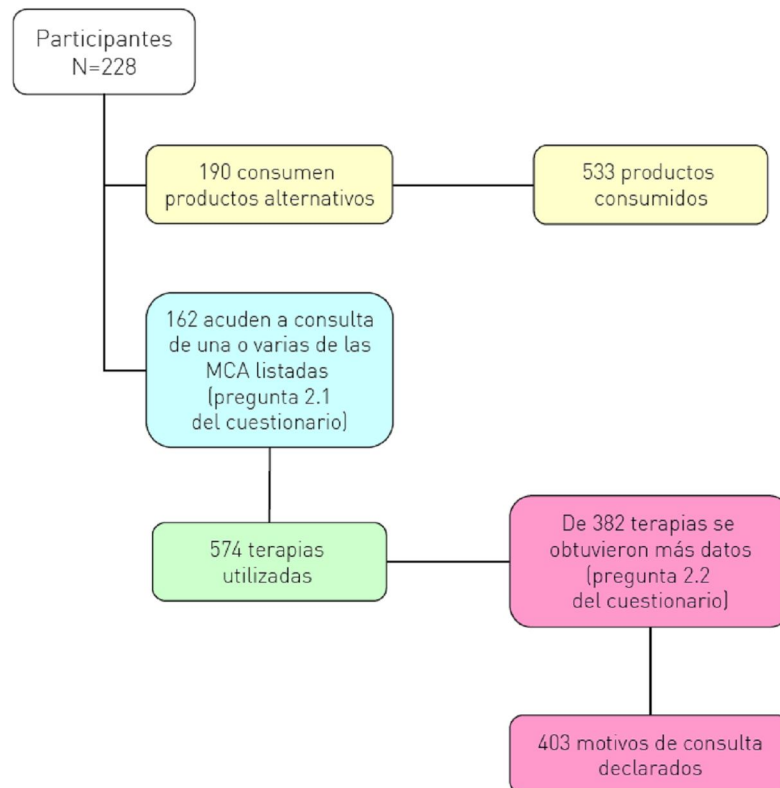 Participantes
N=228
190 consumen
productos alternativos
533 productos
consumidos
162 acuden a consulta
de una o varias de las
MCA listadas
(pregunta 2.1
del cuestionario)
574 terapias
utilizadas
De 382 terapias se
obtuvieron más datos
(pregunta 2.2
del cuestionario)
403 motivos de consulta
declarados